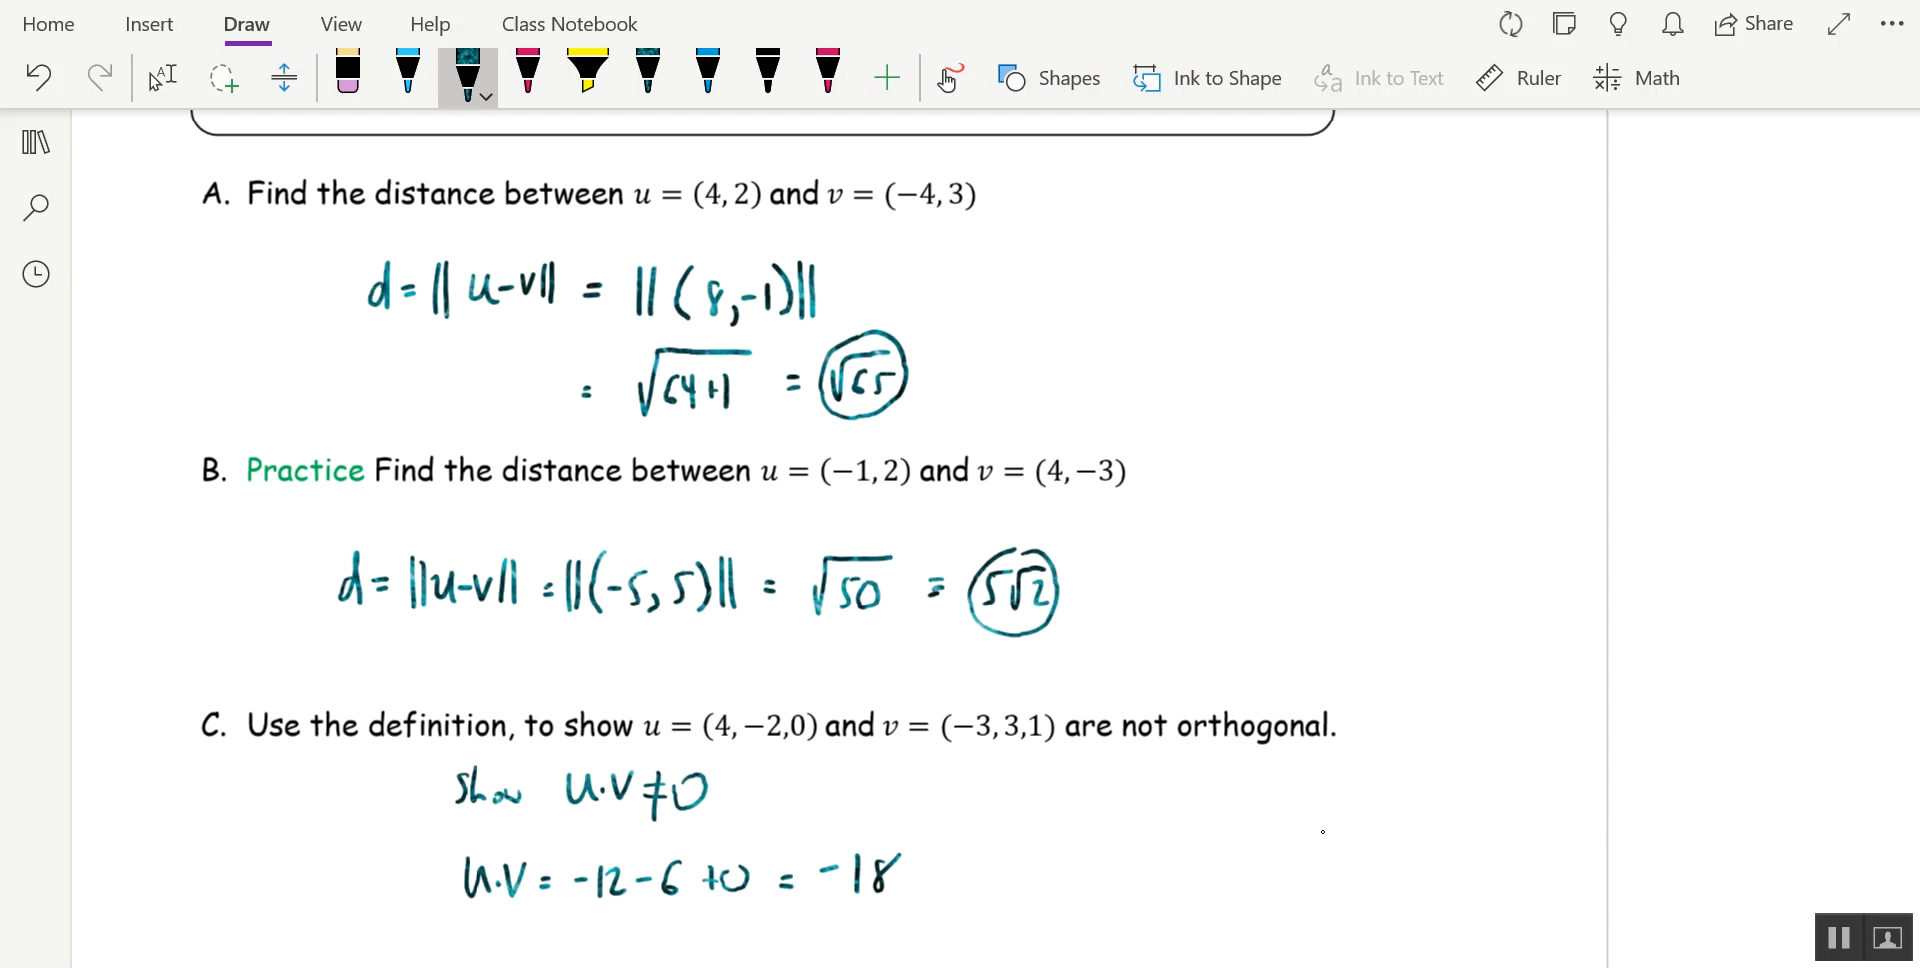 Home Insert Draw View Help Class Notebook Share
Shapes Ink to Shape Ink to Text Ruler Math
A. Find the distance between u = (4, 2) and v = (−4, 3)
d = || u-v || = || ( 8, -1) ||
= √64+1 = √65
B. Practice Find the distance between u = (−1, 2) and v = (4, −3)
d = ||u-v|| = ||(-5, 5)|| = √50 = 5√2
C. Use the definition, to show u = (4, −2,0) and v = (−3, 3,1) are not orthogonal.
show u·v ≠ 0
u·v = -12 - 6 + 0 = -18